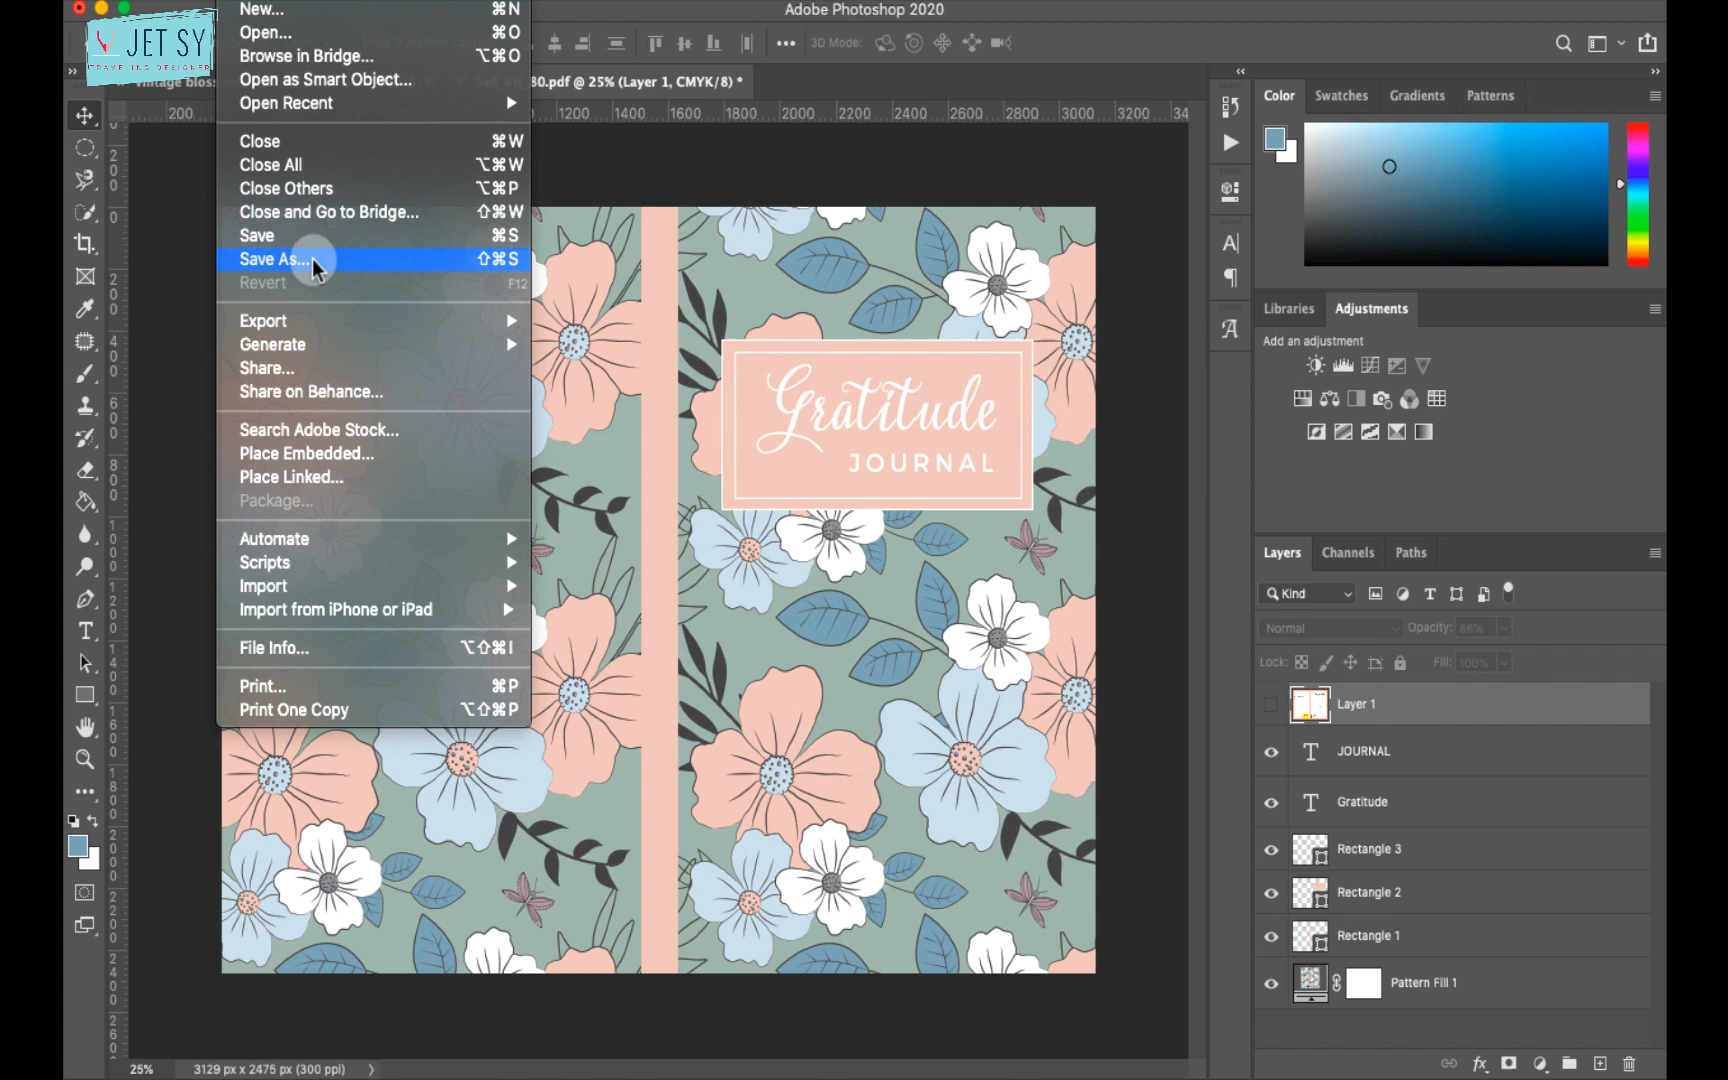 Adobe Photoshop 2020
JET SY
TRAVELING DESIGNER
New... ⌘N
Open... ⌘O
Browse in Bridge... ⌥⌘O
Open as Smart Object...
Open Recent
Close ⌘W
Close All ⌥⌘W
Close Others ⌥⌘P
Close and Go to Bridge... ⇧⌘W
Save ⌘S
Save As... ⇧⌘S
Revert F12
Export
Generate
Share...
Share on Behance...
Search Adobe Stock...
Place Embedded...
Place Linked...
Package...
Automate
Scripts
Import
Import from iPhone or iPad
File Info... ⌥⇧⌘I
Print... ⌘P
Print One Copy ⌥⇧⌘P
3D Mode:
80.pdf @ 25% (Layer 1, CMYK/8) *
200 1200 1400 1600 1800 2000 2200 2400 2600 2800 3000 3200 34
Gratitude
JOURNAL
Color Swatches Gradients Patterns
Libraries Adjustments
Add an adjustment
Layers Channels Paths
Kind
Normal Opacity: 86%
Lock: Fill: 100%
Layer 1
JOURNAL
Gratitude
Rectangle 3
Rectangle 2
Rectangle 1
Pattern Fill 1
25% 3129 px x 2475 px (300 ppi)